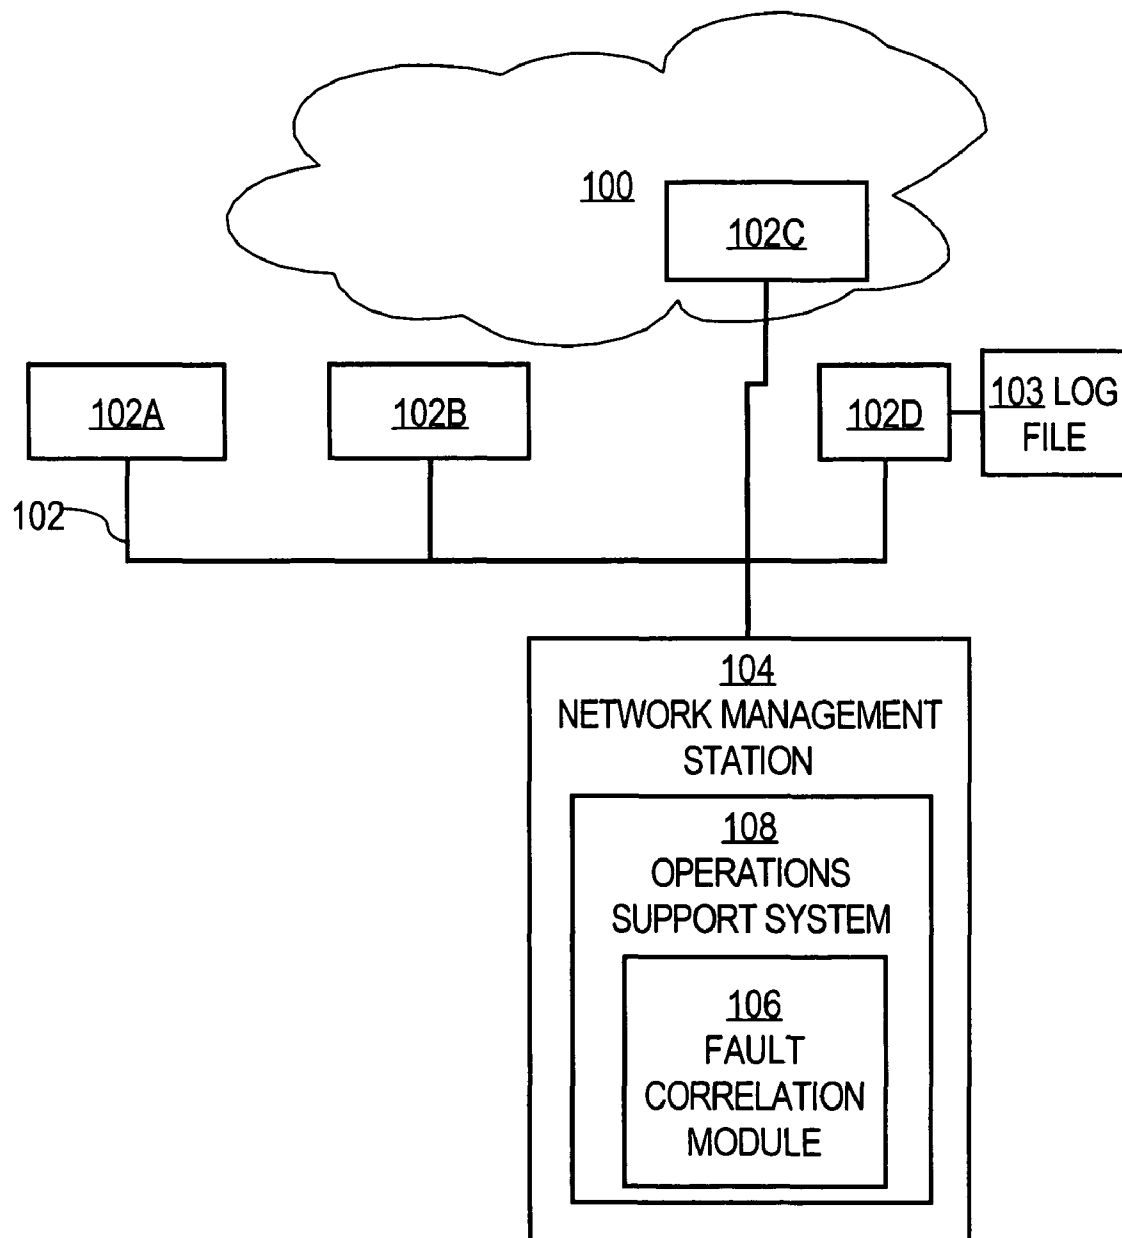 100
102C
102A
102B
102D
103 LOG
FILE
102
104
NETWORK MANAGEMENT
STATION
108
OPERATIONS
SUPPORT SYSTEM
106
FAULT
CORRELATION
MODULE